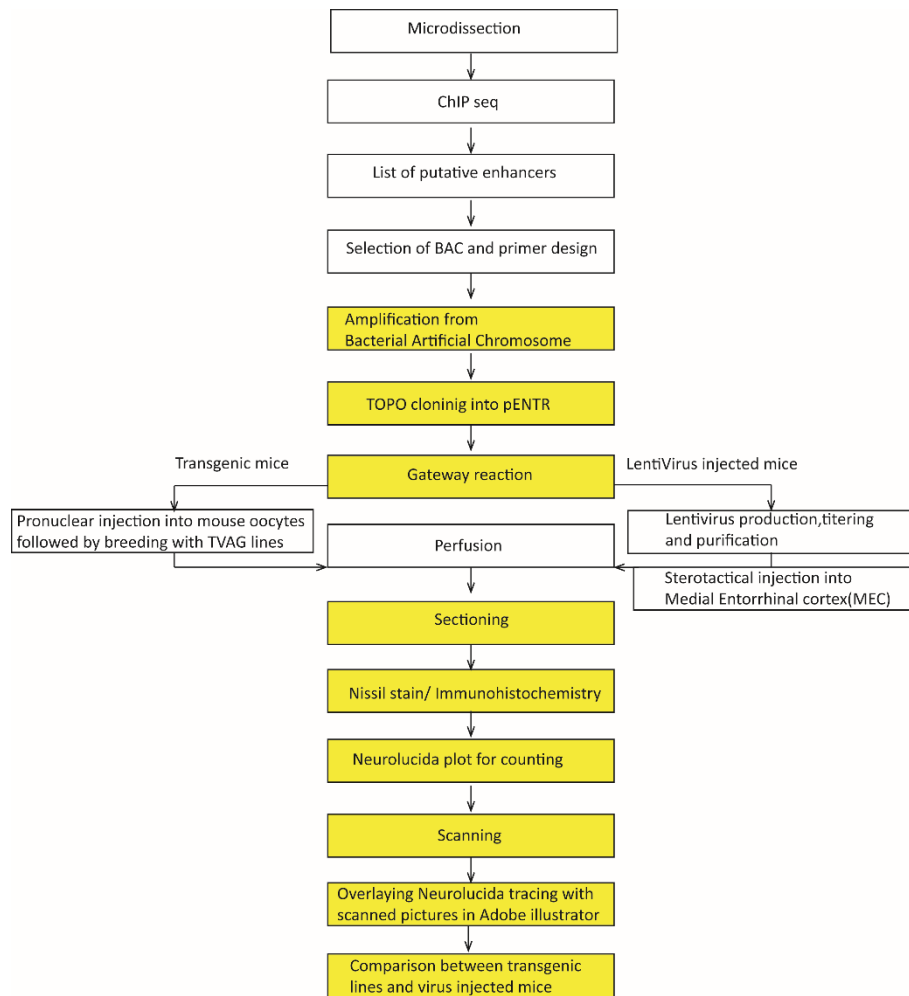 Microdissection
ChIP seq
List of putative enhancers
Selection of BAC and primer design
Amplification from
Bacterial Artificial Chromosome
TOPO cloninig into pENTR
Transgenic mice
Gateway reaction
LentiVirus injected mice
Pronuclear injection into mouse oocytes
followed by breeding with TVAG lines
Lentivirus production,titering
and purification
Perfusion
Sterotactical injection into
Medial Entorrhinal cortex(MEC)
Sectioning
Nissil stain/ Immunohistochemistry
Neurolucida plot for counting
Scanning
Overlaying Neurolucida tracing with
scanned pictures in Adobe illustrator
Comparison between transgenic
lines and virus injected mice